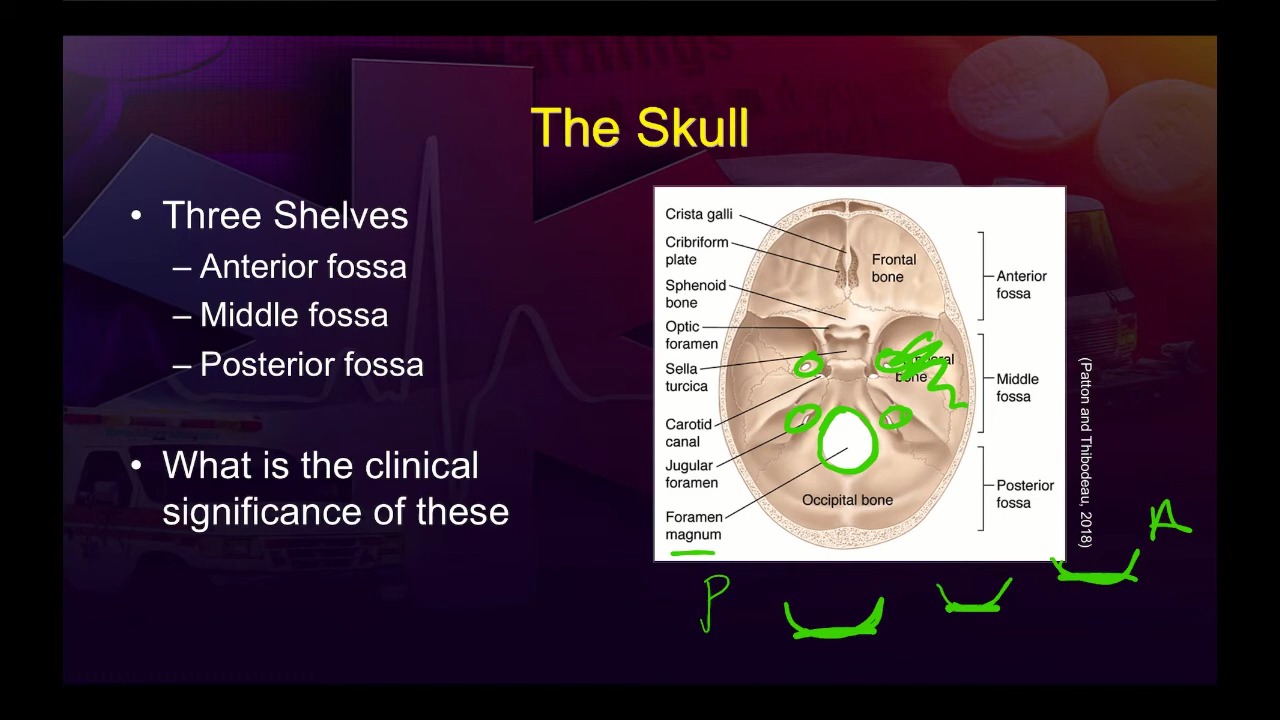 The Skull
• Three Shelves
– Anterior fossa
– Middle fossa
– Posterior fossa
• What is the clinical
significance of these
Crista galli
Cribriform
plate
Sphenoid
bone
Optic
foramen
Sella
turcica
Carotid
canal
Jugular
foramen
Foramen
magnum
Frontal
bone
bone
Occipital bone
Anterior
fossa
Middle
fossa
Posterior
fossa
(Patton and Thibodeau, 2018)
A
P